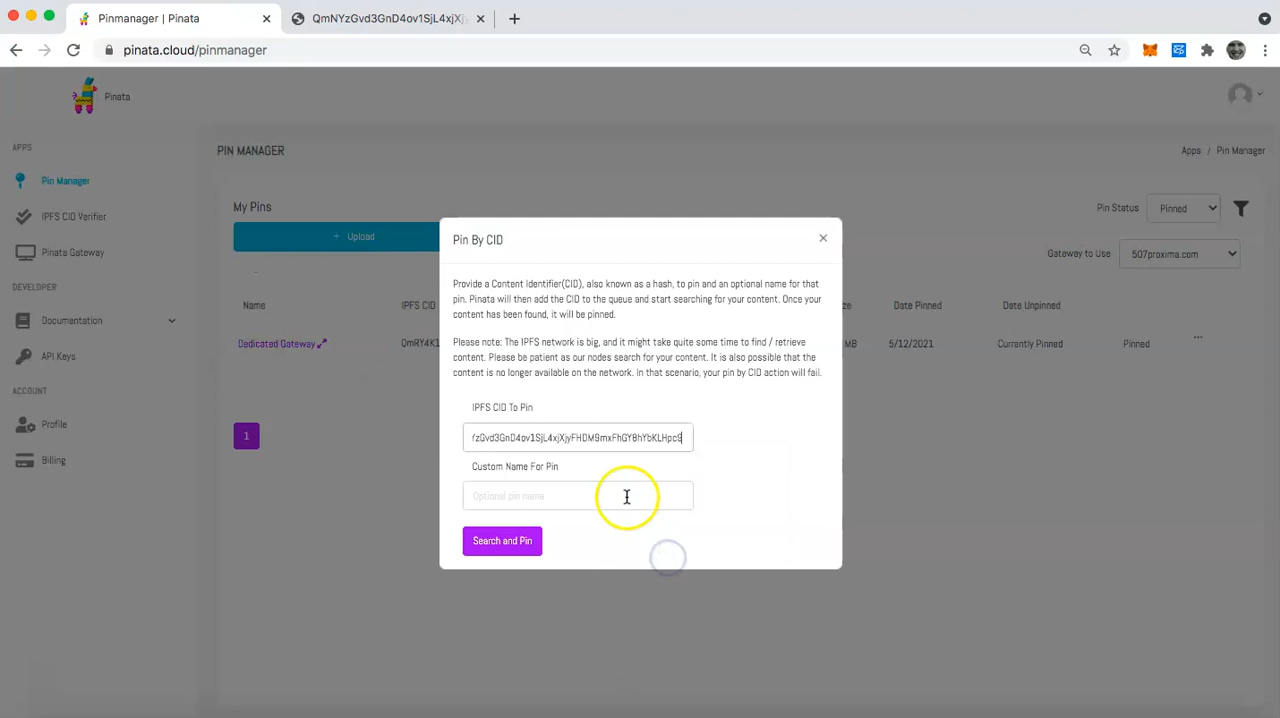 Pinmanager | Pinata
QmNYzGvd3GnD4ov1SjL4xjXj
pinata.cloud/pinmanager
Pinata
APPS
Pin Manager
IPFS CID Verifier
Pinata Gateway
DEVELOPER
Documentation
API Keys
ACCOUNT
Profile
Billing
PIN MANAGER
Apps / Pin Manager
My Pins
Pin Status
Pinned
+ Upload
Gateway to Use
507proxima.com
Name
IPFS CID
ze
Date Pinned
Date Unpinned
Dedicated Gateway
QmRY4K1
MB
5/12/2021
Currently Pinned
Pinned
...
1
Pin By CID
Provide a Content Identifier(CID), also known as a hash, to pin and an optional name for that
pin. Pinata will then add the CID to the queue and start searching for your content. Once your
content has been found, it will be pinned.
Please note: The IPFS network is big, and it might take quite some time to find / retrieve
content. Please be patient as our nodes search for your content. It is also possible that the
content is no longer available on the network. In that scenario, your pin by CID action will fail.
IPFS CID To Pin
Custom Name For Pin
Optional pin name
Search and Pin